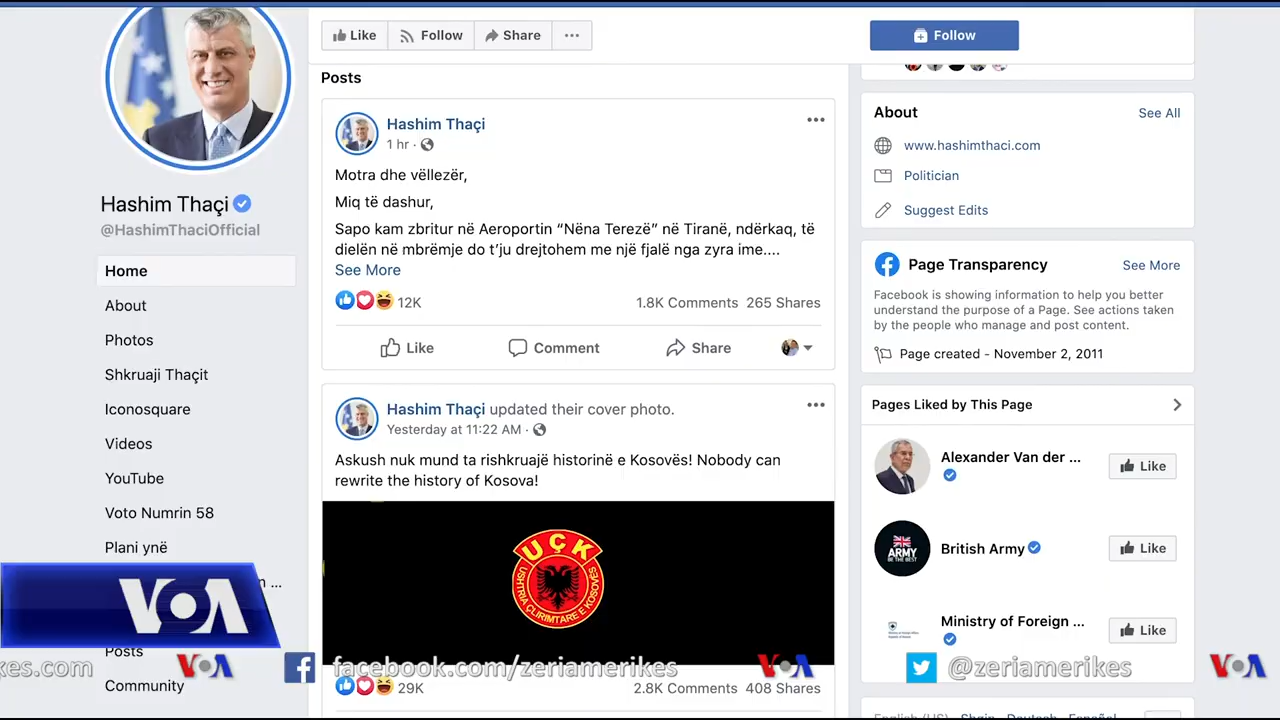 Like
Follow
Share
Follow
Posts
Hashim Thaçi
@HashimThaciOfficial
Home
About
Photos
Shkruaji Thaçit
Iconosquare
Videos
YouTube
Voto Numrin 58
Plani ynë
Posts
Community
Hashim Thaçi
1 hr ·
Motra dhe vëllezër,
Miq të dashur,
Sapo kam zbritur në Aeroportin “Nëna Terezë” në Tiranë, ndërkaq, të
dielën në mbrëmje do t’ju drejtohem me një fjalë nga zyra ime....
See More
12K
1.8K Comments 265 Shares
Like
Comment
Share
Hashim Thaçi updated their cover photo.
Yesterday at 11:22 AM ·
Askush nuk mund ta rishkruajë historinë e Kosovës! Nobody can
rewrite the history of Kosova!
UÇK
USHTRIA ÇLIRIMTARE E KOSOVËS
29K
2.8K Comments 408 Shares
About
See All
www.hashimthaci.com
Politician
Suggest Edits
Page Transparency
See More
Facebook is showing information to help you better
understand the purpose of a Page. See actions taken
by the people who manage and post content.
Page created - November 2, 2011
Pages Liked by This Page
Alexander Van der ...
Like
ARMY
BE THE BEST
British Army
Like
Ministry of Foreign ...
Like
VOA
kes.com
VOA
facebook.com/zeriamerikes
VOA
@zeriamerikes
VOA